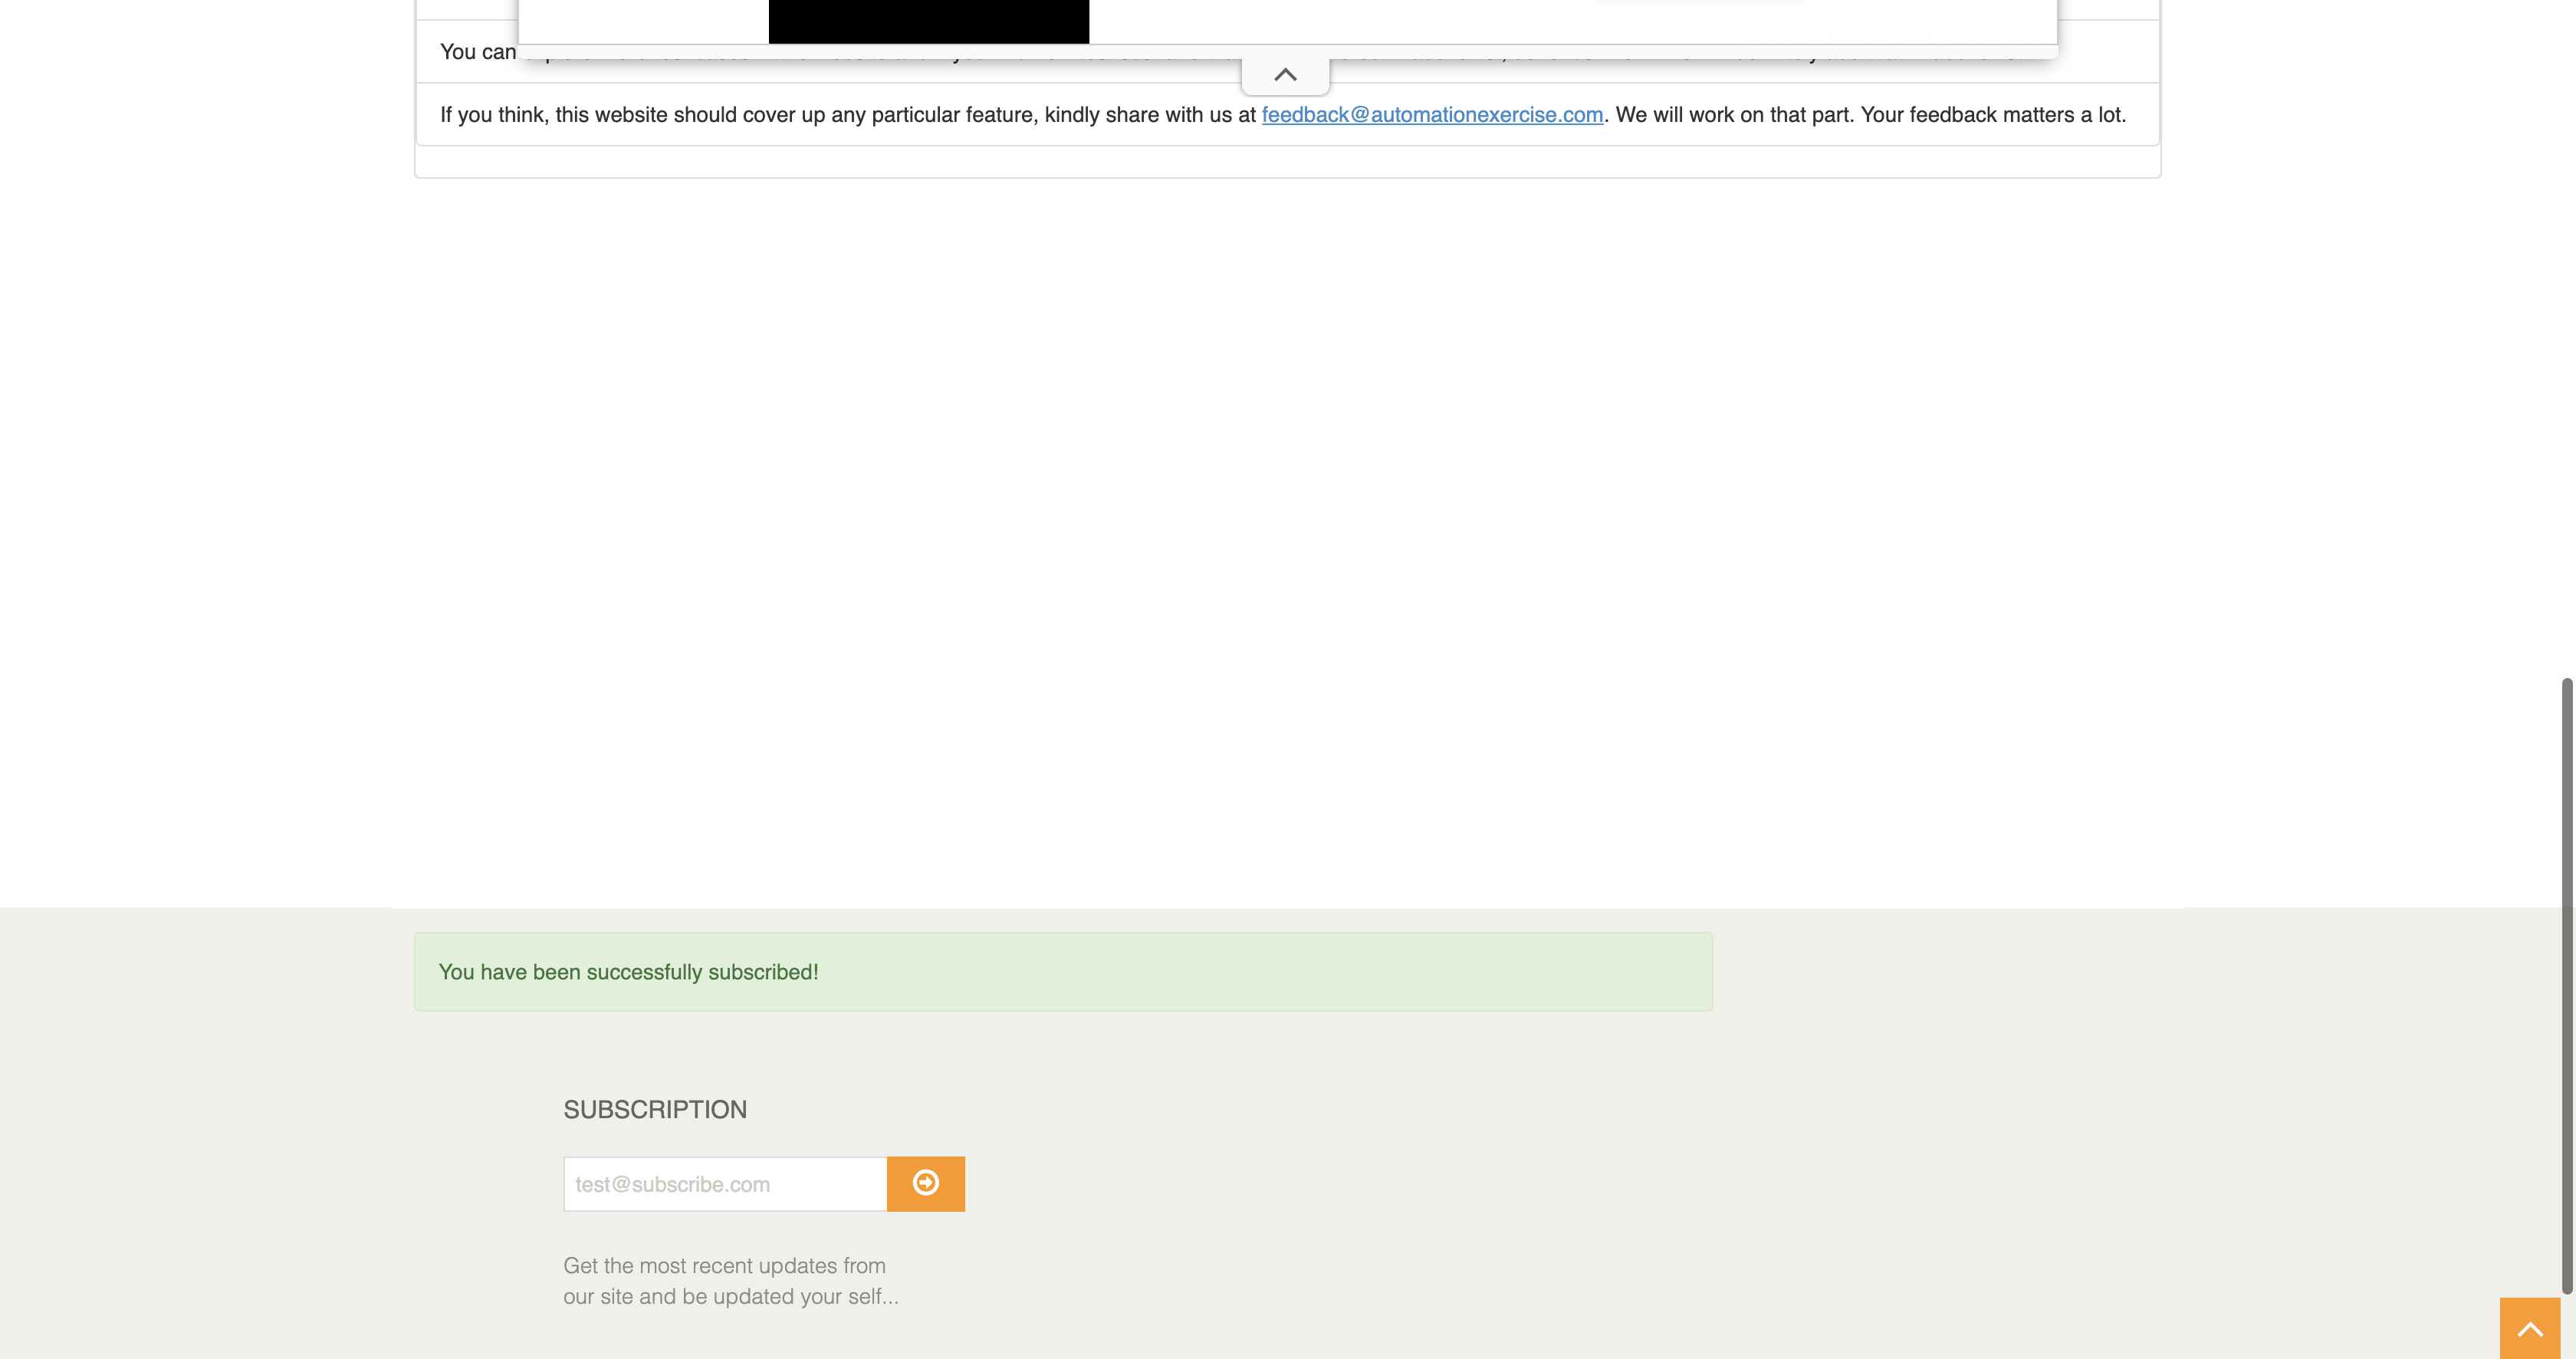 You can
If you think, this website should cover up any particular feature, kindly share with us at feedback@automationexercise.com. We will work on that part. Your feedback matters a lot.
You have been successfully subscribed!
SUBSCRIPTION
test@subscribe.com
Get the most recent updates from
our site and be updated your self...